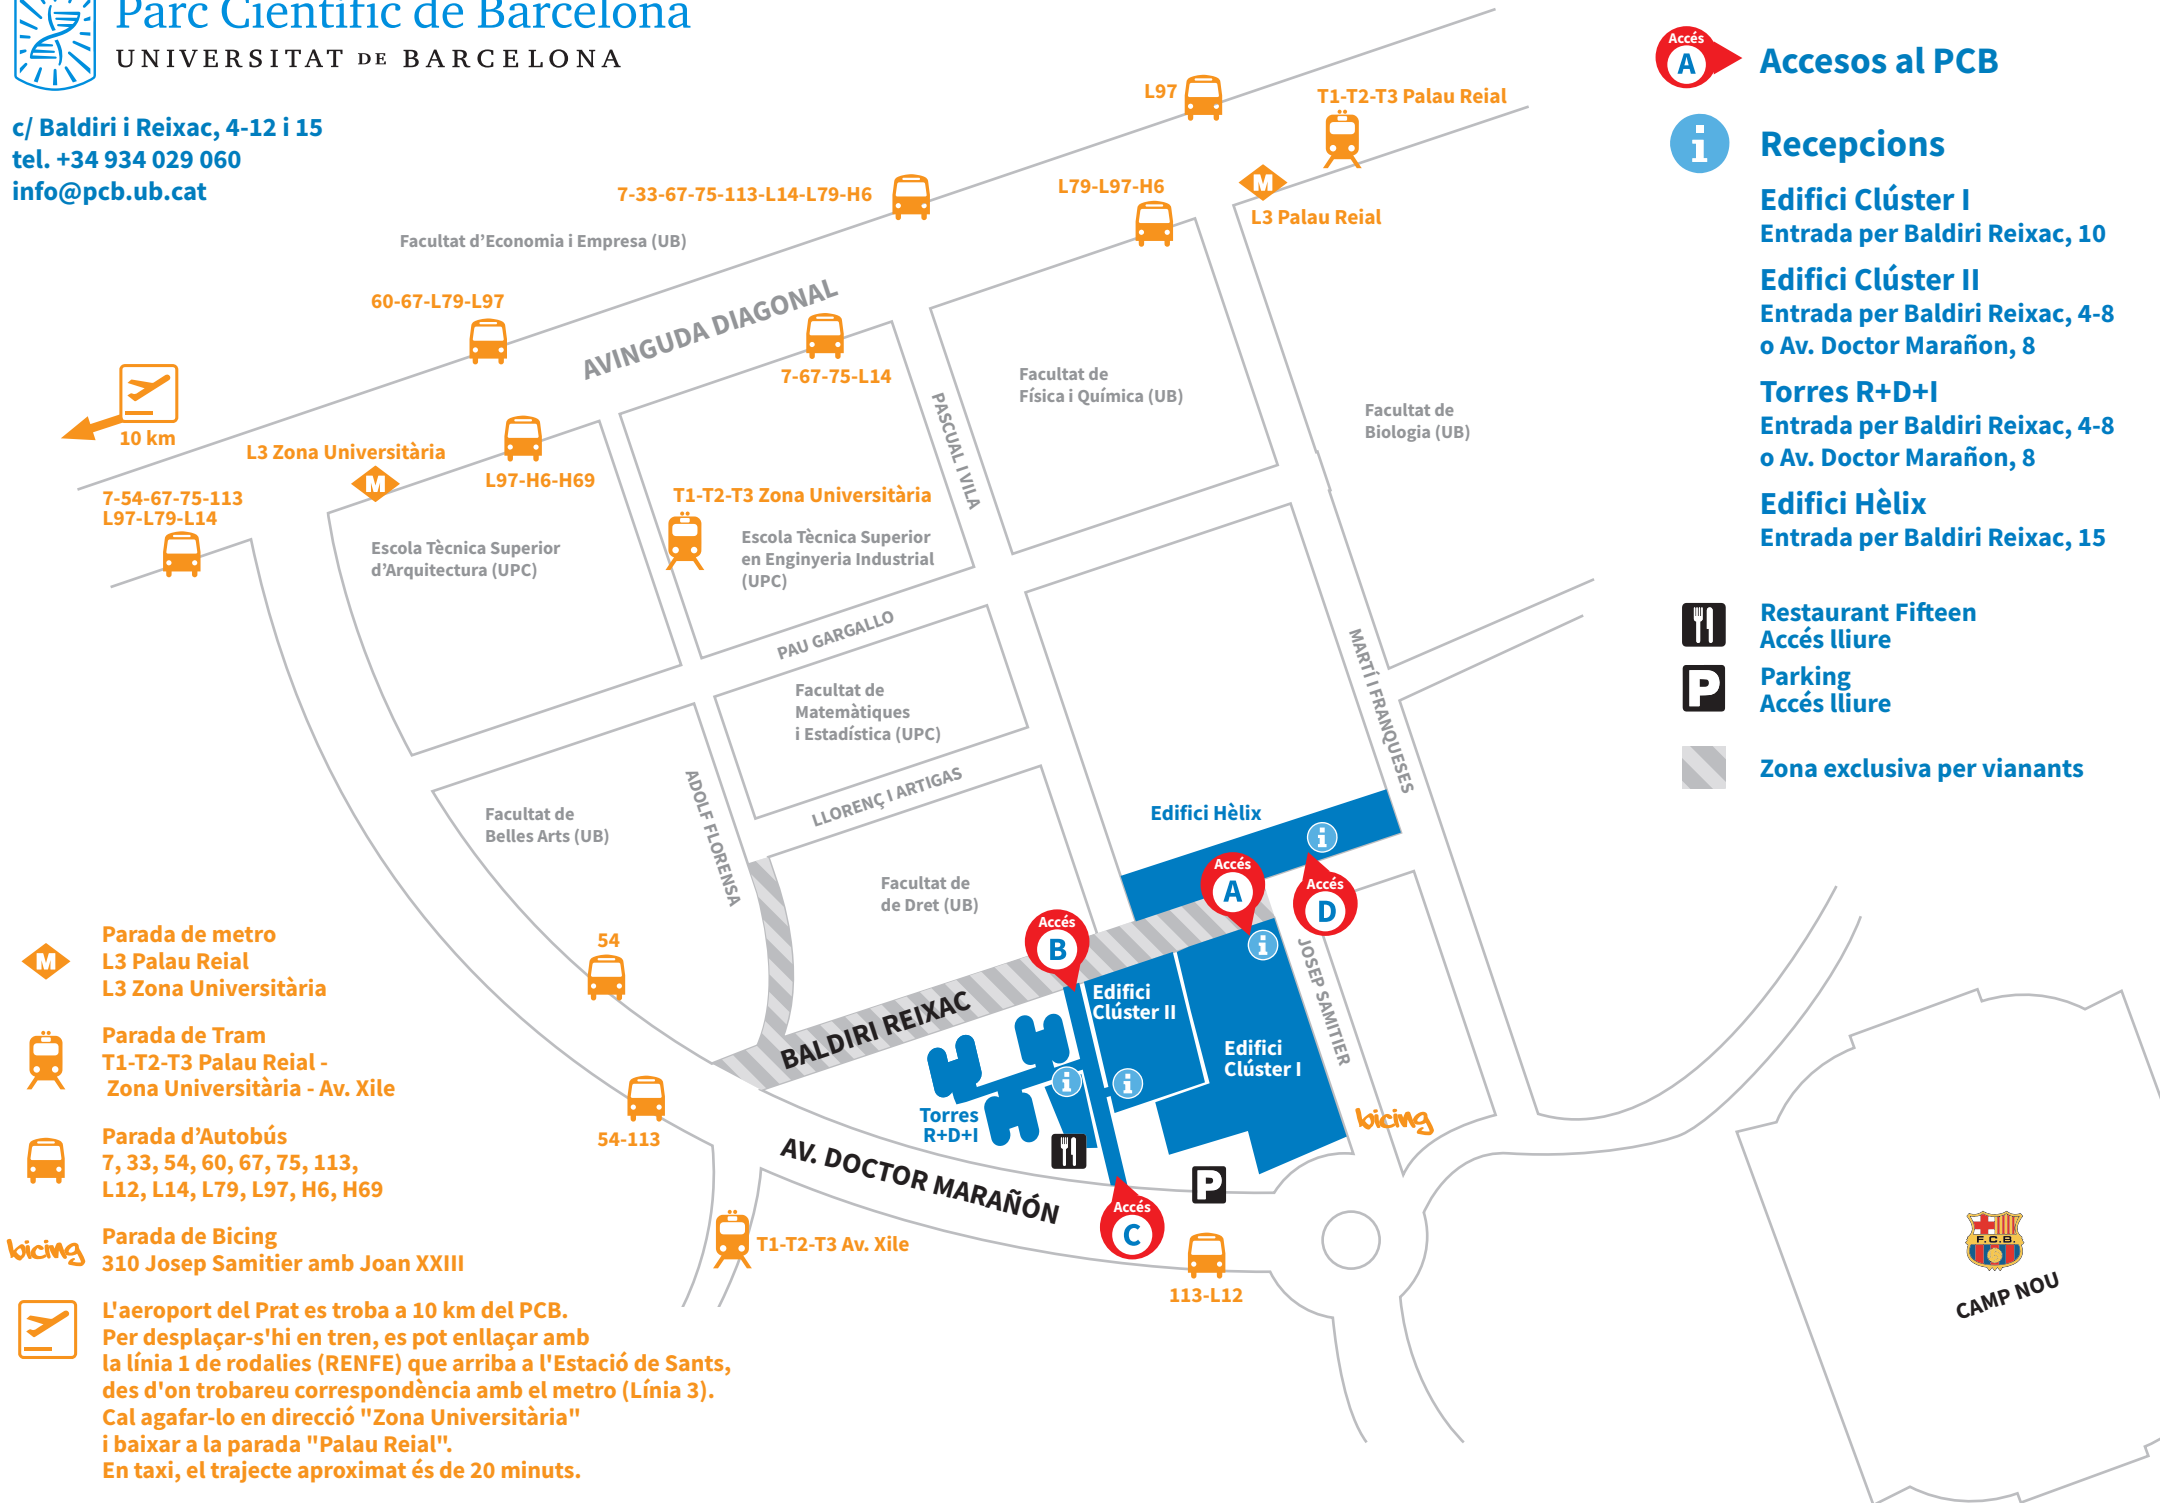 Parc Científic de Barcelona
UNIVERSITAT DE BARCELONA
c/ Baldiri i Reixac, 4-12 i 15
tel. +34 934 029 060
info@pcb.ub.cat
L97
T1-T2-T3 Palau Reial
7-33-67-75-113-L14-L79-H6
L79-L97-H6
M
L3 Palau Reial
Facultat d'Economia i Empresa (UB)
60-67-L79-L97
AVINGUDA DIAGONAL
7-67-75-L14
10 km
L3 Zona Universitària
M
L97-H6-H69
7-54-67-75-113
L97-L79-L14
Escola Tècnica Superior
d'Arquitectura (UPC)
T1-T2-T3 Zona Universitària
Escola Tècnica Superior
en Enginyeria Industrial
(UPC)
PASCUAL I VILA
Facultat de
Física i Química (UB)
Facultat de
Biologia (UB)
PAU GARGALLO
Facultat de
Matemàtiques
i Estadística (UPC)
LLORENÇ I ARTIGAS
ADOLF FLORENSA
Facultat de
Belles Arts (UB)
Facultat de
de Dret (UB)
MARTÍ I FRANQUESES
Edifici Hèlix
i
Accés
A
Accés
D
Accés
B
i
JOSEP SAMITIER
Edifici
Clúster II
Edifici
Clúster I
BALDIRI REIXAC
i
i
Torres
R+D+I
54
54-113
AV. DOCTOR MARAÑÓN
P
Accés
C
bicing
T1-T2-T3 Av. Xile
113-L12
F.C.B.
CAMP NOU
Accés
A
Accesos al PCB
i
Recepcions
Edifici Clúster I
Entrada per Baldiri Reixac, 10
Edifici Clúster II
Entrada per Baldiri Reixac, 4-8
o Av. Doctor Marañon, 8
Torres R+D+I
Entrada per Baldiri Reixac, 4-8
o Av. Doctor Marañon, 8
Edifici Hèlix
Entrada per Baldiri Reixac, 15
Restaurant Fifteen
Accés lliure
P
Parking
Accés lliure
Zona exclusiva per vianants
M
Parada de metro
L3 Palau Reial
L3 Zona Universitària
Parada de Tram
T1-T2-T3 Palau Reial -
Zona Universitària - Av. Xile
Parada d'Autobús
7, 33, 54, 60, 67, 75, 113,
L12, L14, L79, L97, H6, H69
bicing
Parada de Bicing
310 Josep Samitier amb Joan XXIII
L'aeroport del Prat es troba a 10 km del PCB.
Per desplaçar-s'hi en tren, es pot enllaçar amb
la línia 1 de rodalies (RENFE) que arriba a l'Estació de Sants,
des d'on trobareu correspondència amb el metro (Línia 3).
Cal agafar-lo en direcció "Zona Universitària"
i baixar a la parada "Palau Reial".
En taxi, el trajecte aproximat és de 20 minuts.